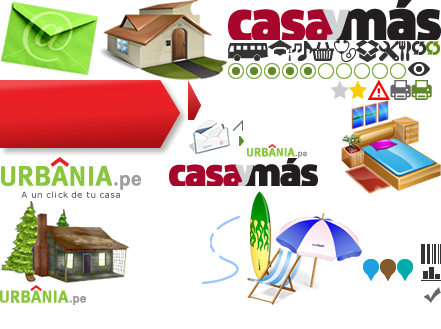 @
casaymás
URBANIA.pe
casaymás
URBANIA.pe
A un click de tu casa
URBANIA.pe